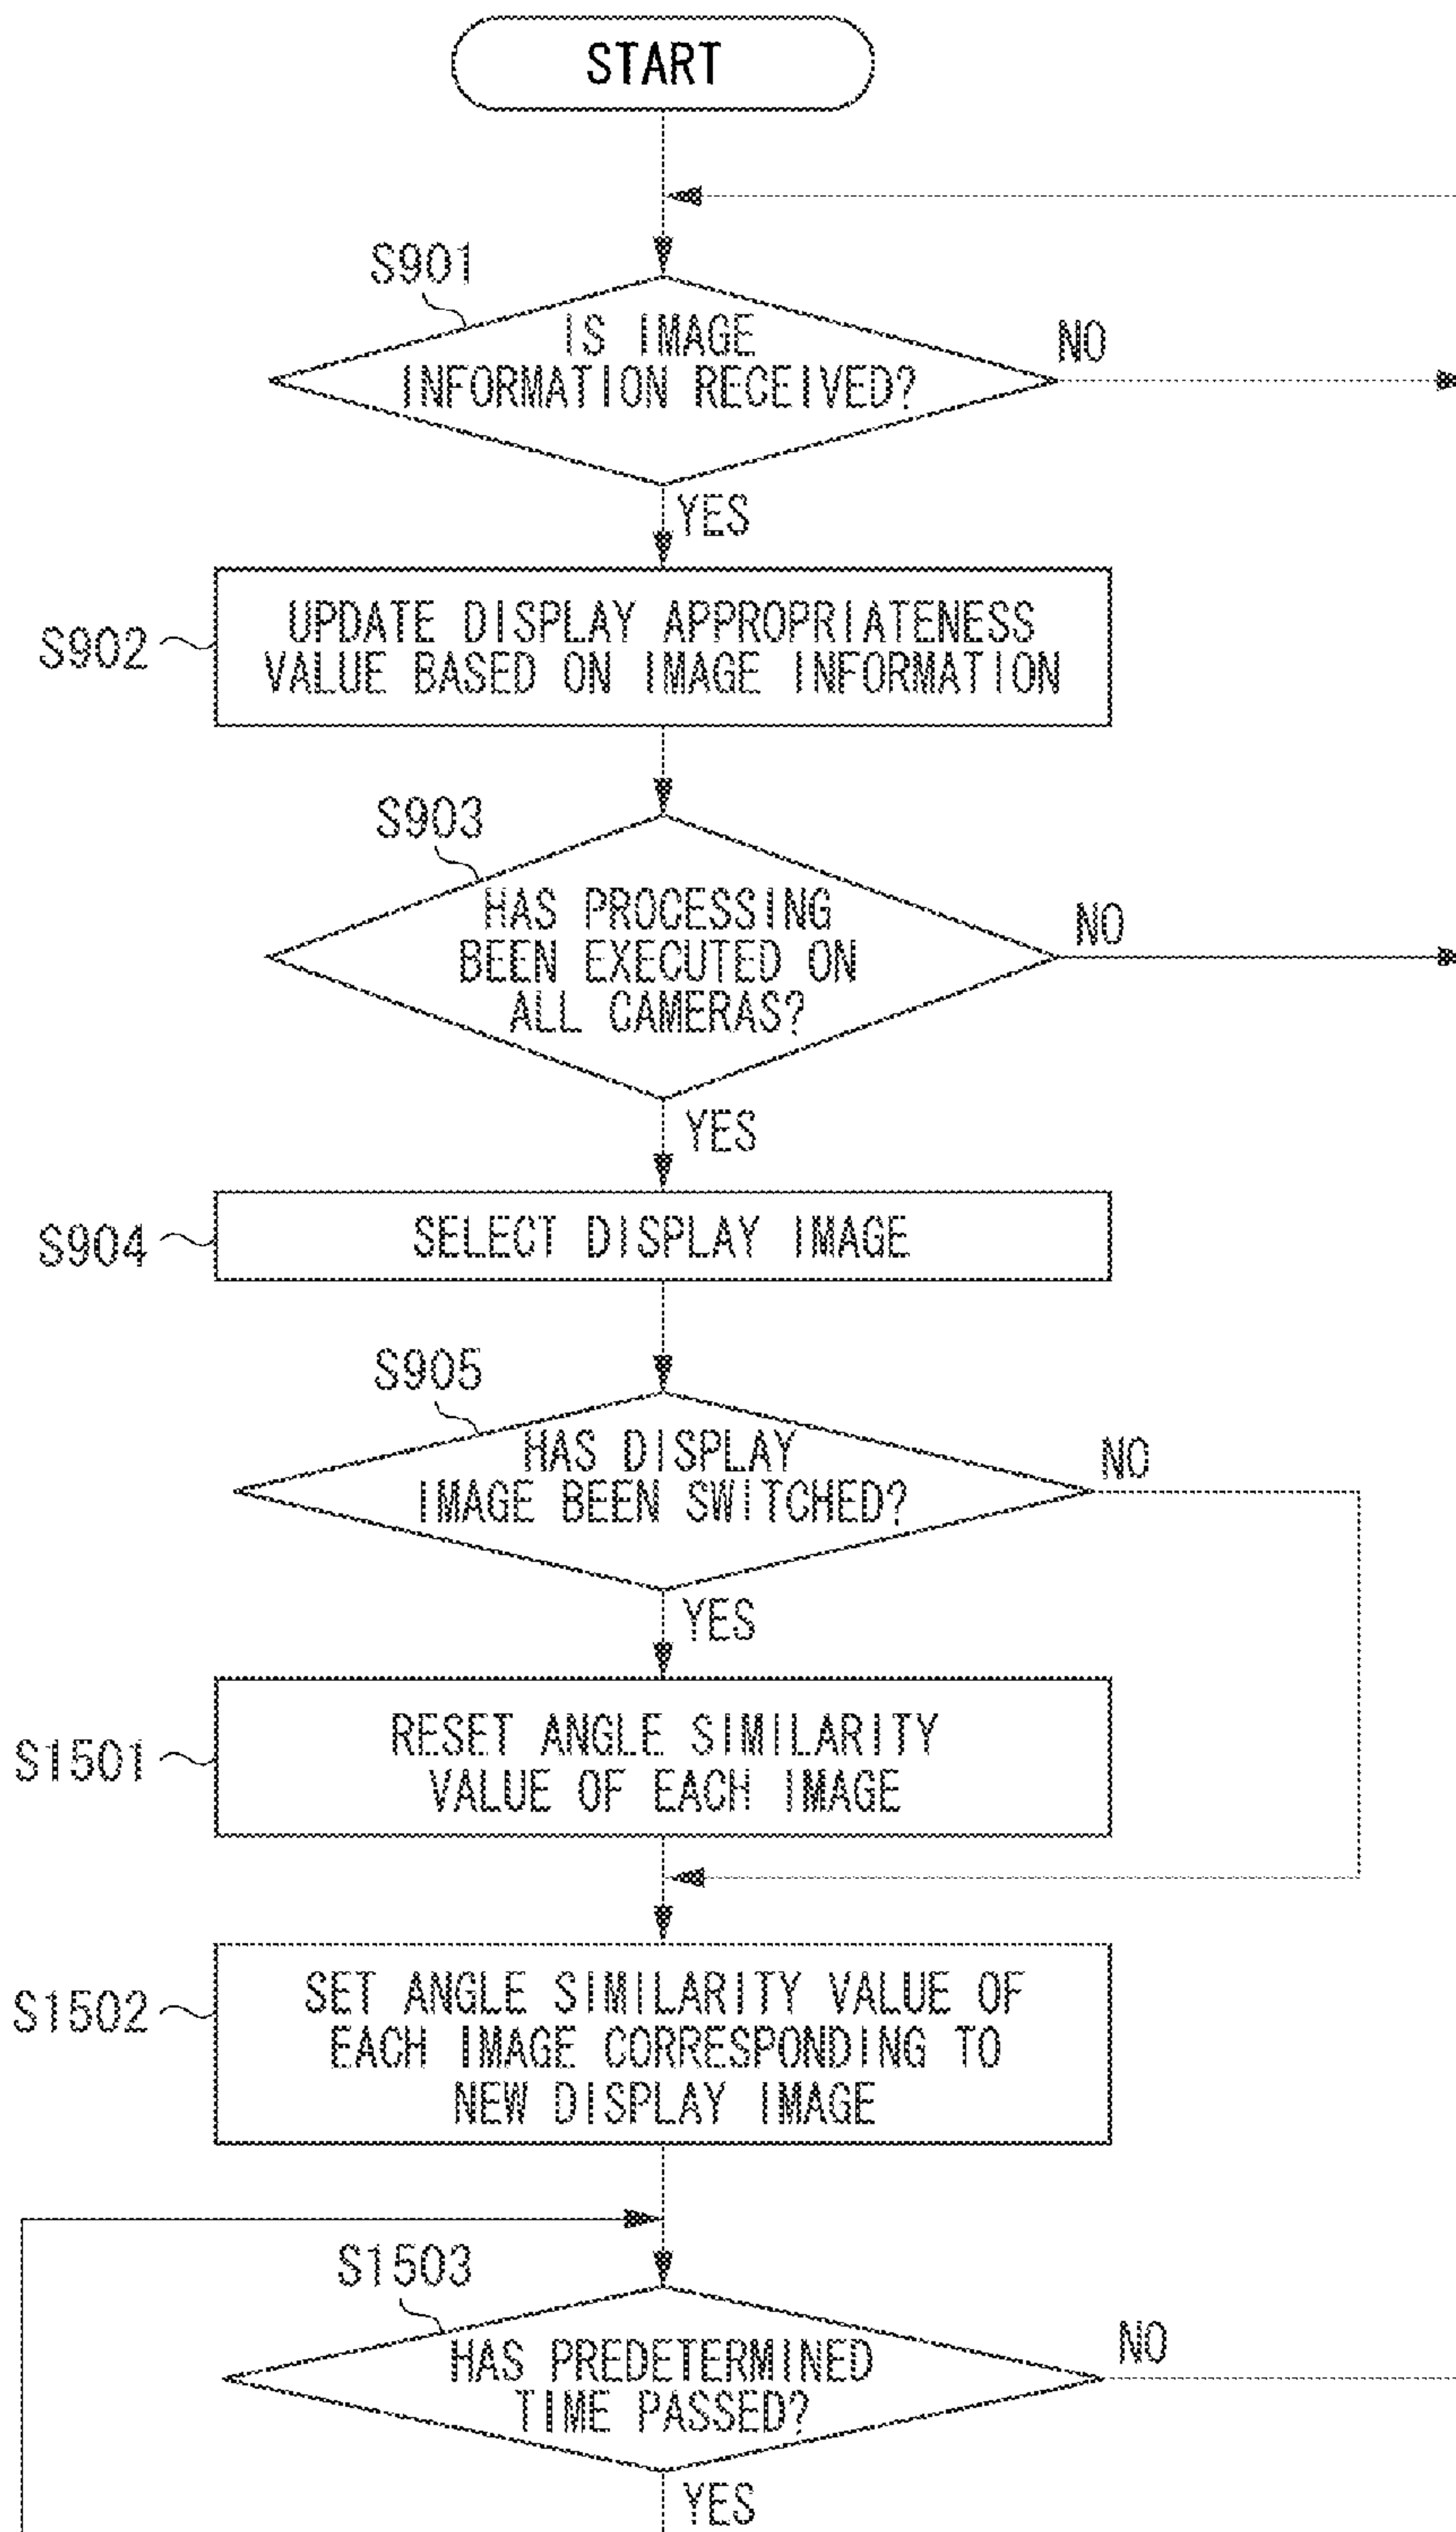 START
S901
IS IMAGE
INFORMATION RECEIVED?
NO
YES
S902
UPDATE DISPLAY APPROPRIATENESS
VALUE BASED ON IMAGE INFORMATION
S903
HAS PROCESSING
BEEN EXECUTED ON
ALL CAMERAS?
NO
YES
S904
SELECT DISPLAY IMAGE
S905
HAS DISPLAY
IMAGE BEEN SWITCHED?
NO
YES
S1501
RESET ANGLE SIMILARITY
VALUE OF EACH IMAGE
S1502
SET ANGLE SIMILARITY VALUE OF
EACH IMAGE CORRESPONDING TO
NEW DISPLAY IMAGE
S1503
HAS PREDETERMINED
TIME PASSED?
NO
YES